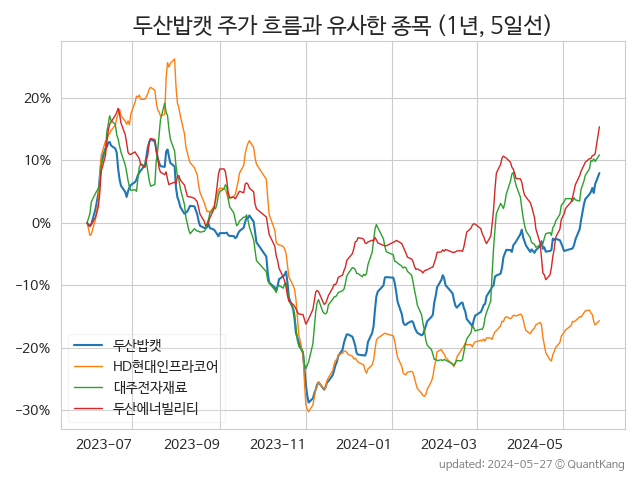 두산밥캣 주가 흐름과 유사한 종목 (1년, 5일선)
20%
10%
0%
−10%
−20%
−30%
두산밥캣
HD현대인프라코어
대주전자재료
두산에너빌리티
2023-07
2023-09
2023-11
2024-01
2024-03
2024-05
updated: 2024-05-27 © QuantKang